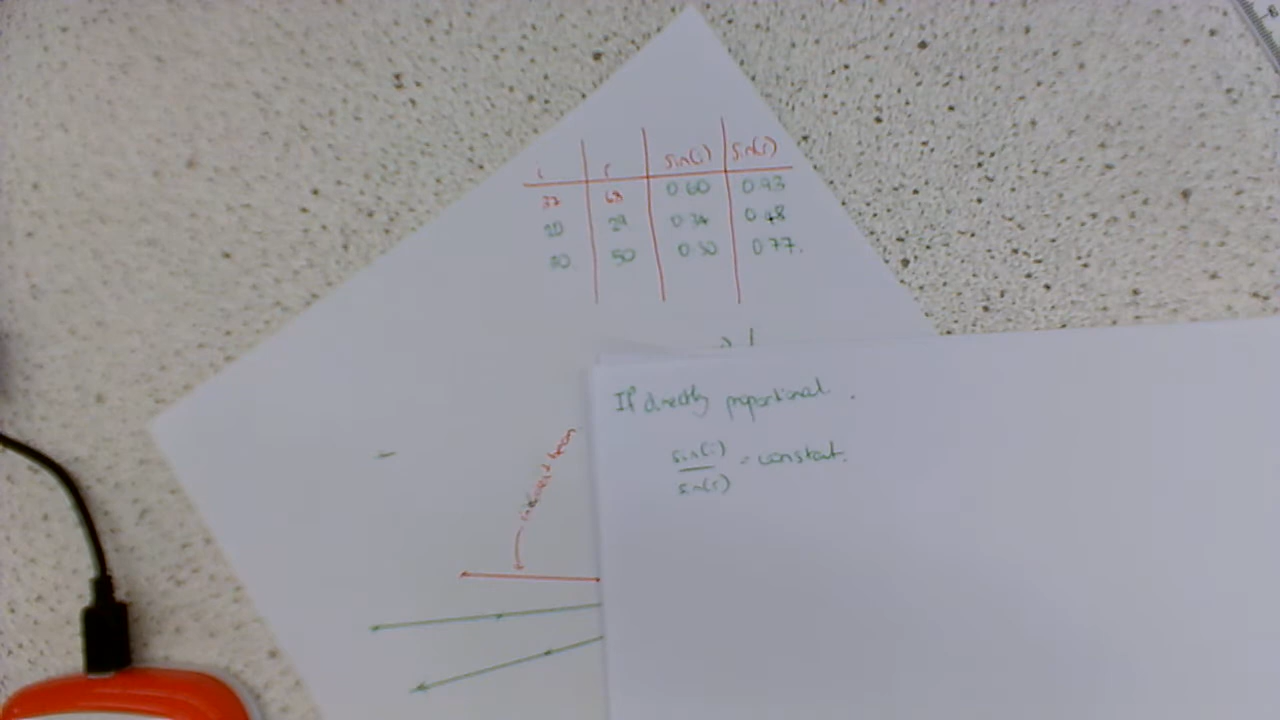 i r sin(i) sin(r)
37 68 0.60 0.93
20 29 0.34 0.48
30 50 0.50 0.77.
If directly proportional.
sin(i)
= constant.
sin(r)